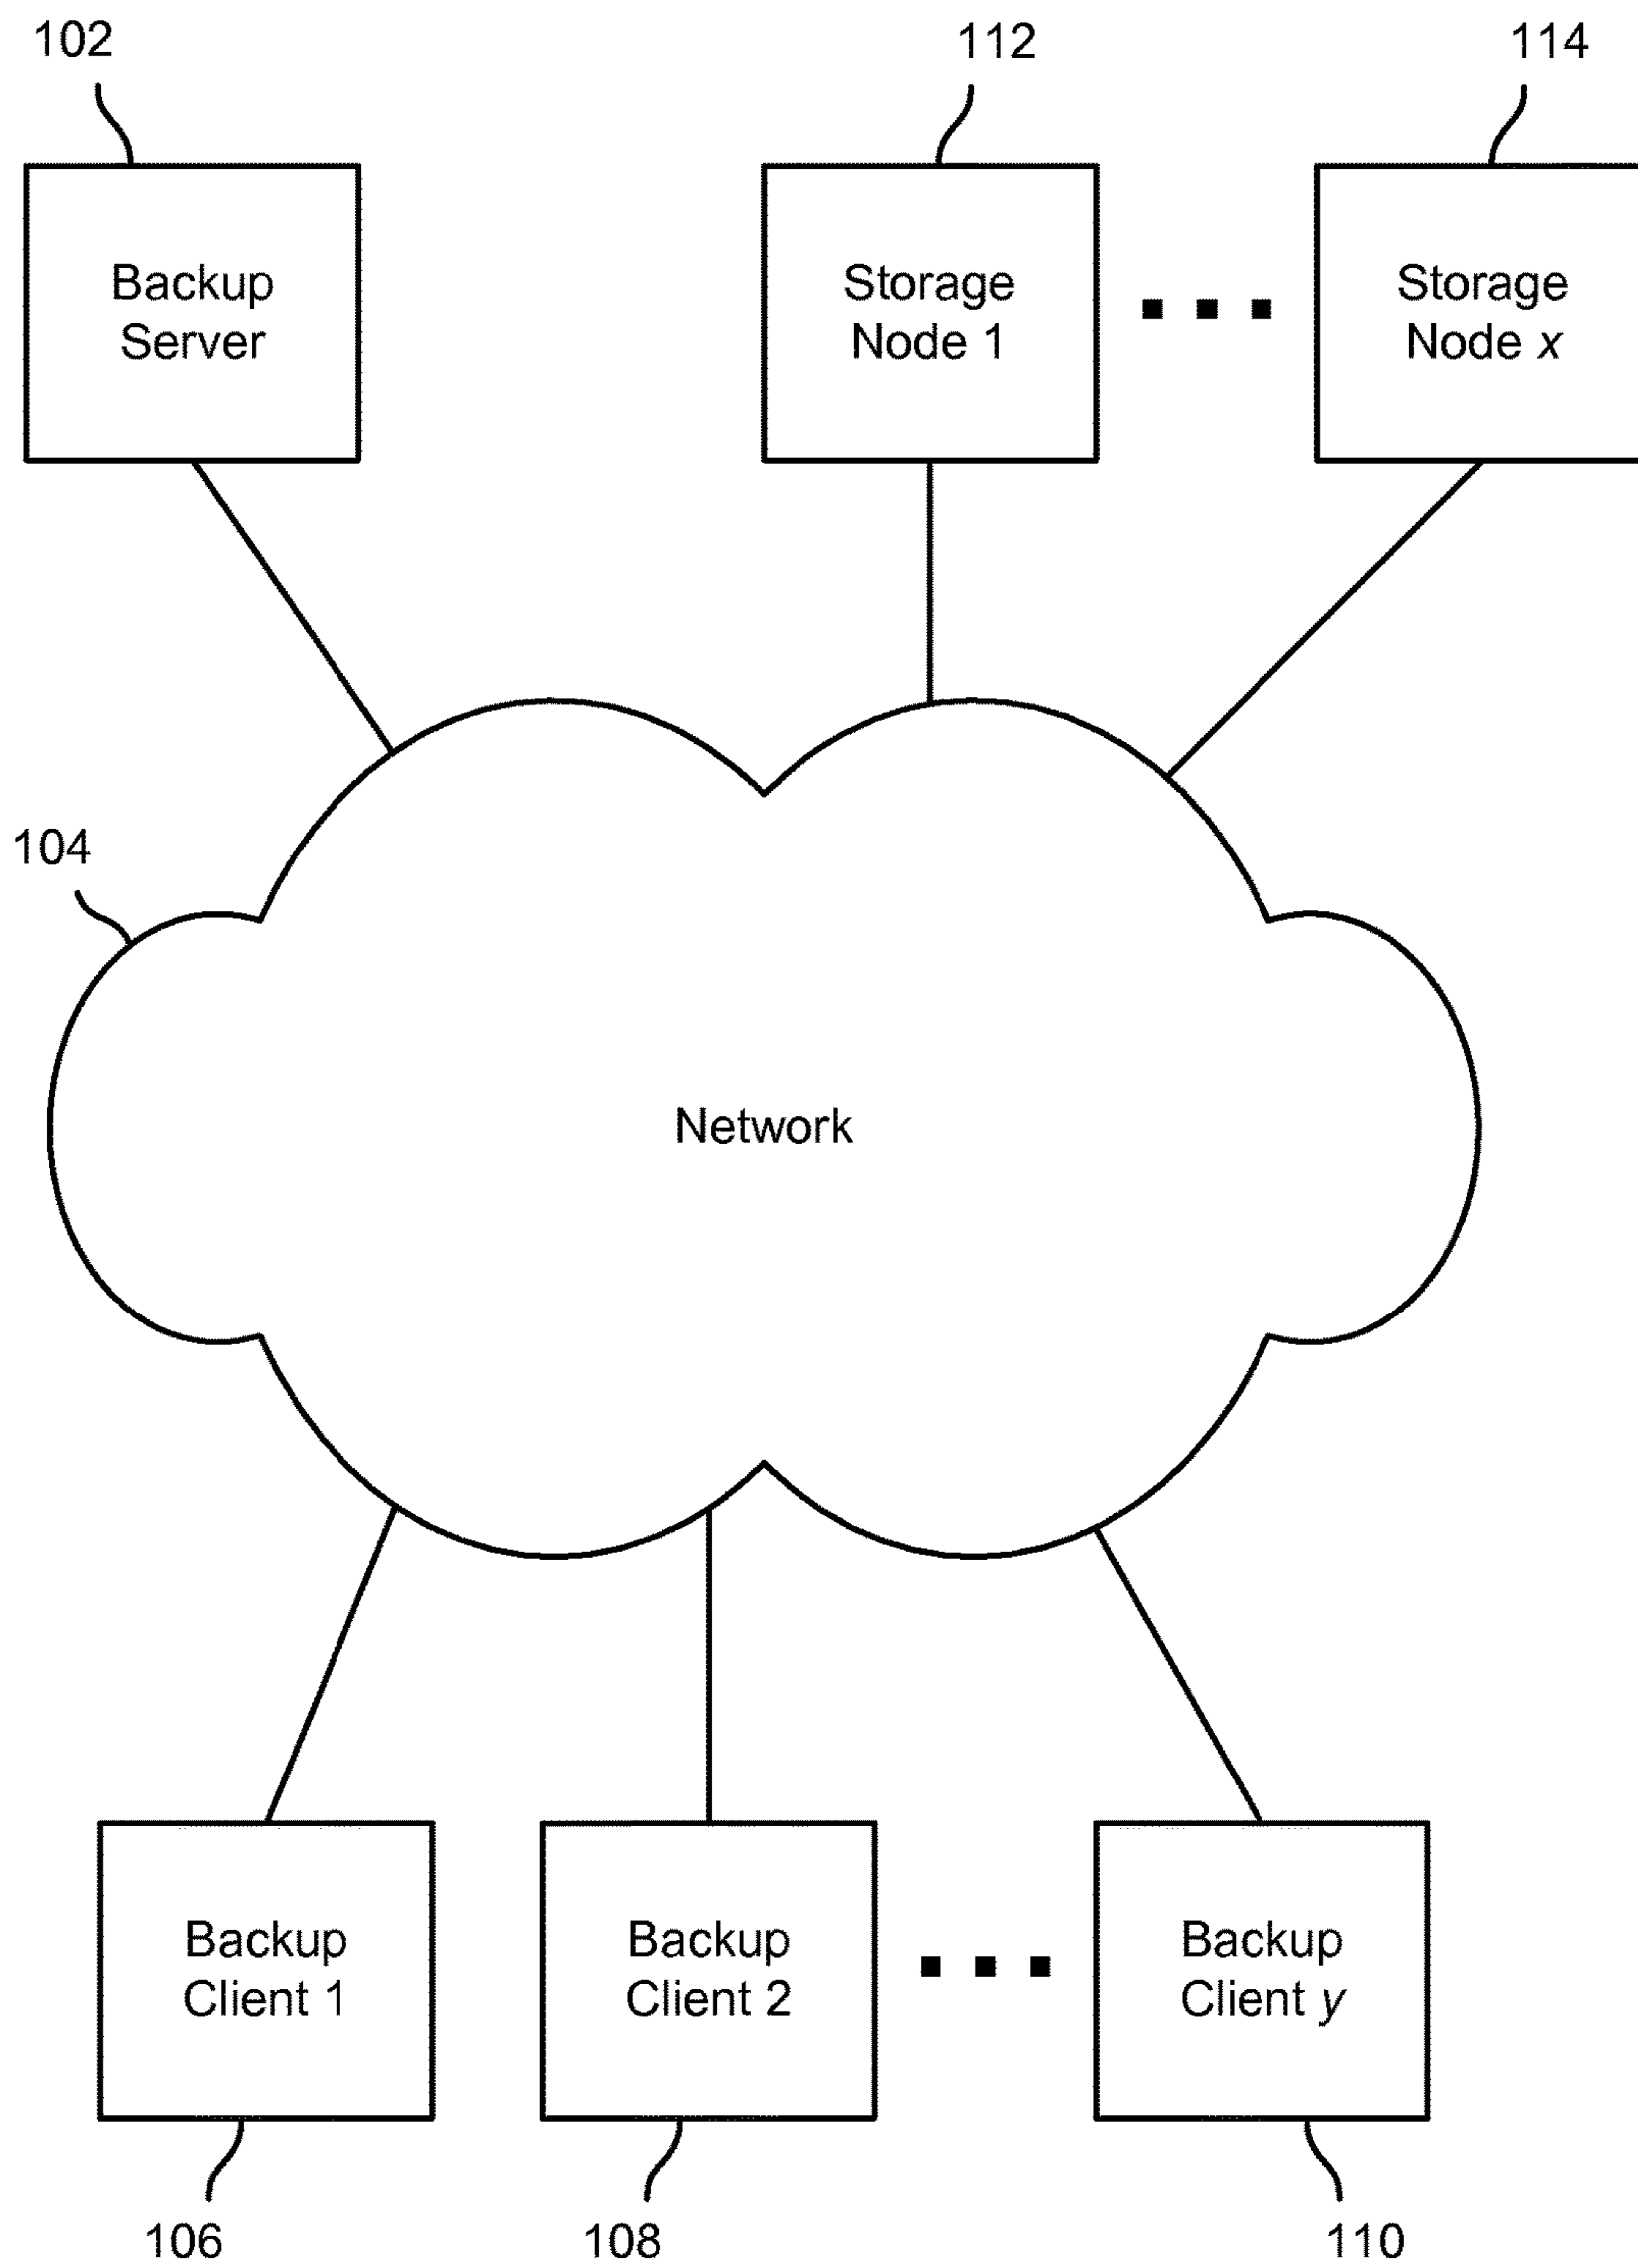 102
112
114
Backup
Server
Storage
Node 1
Storage
Node x
104
Network
Backup
Client 1
Backup
Client 2
Backup
Client y
106
108
110